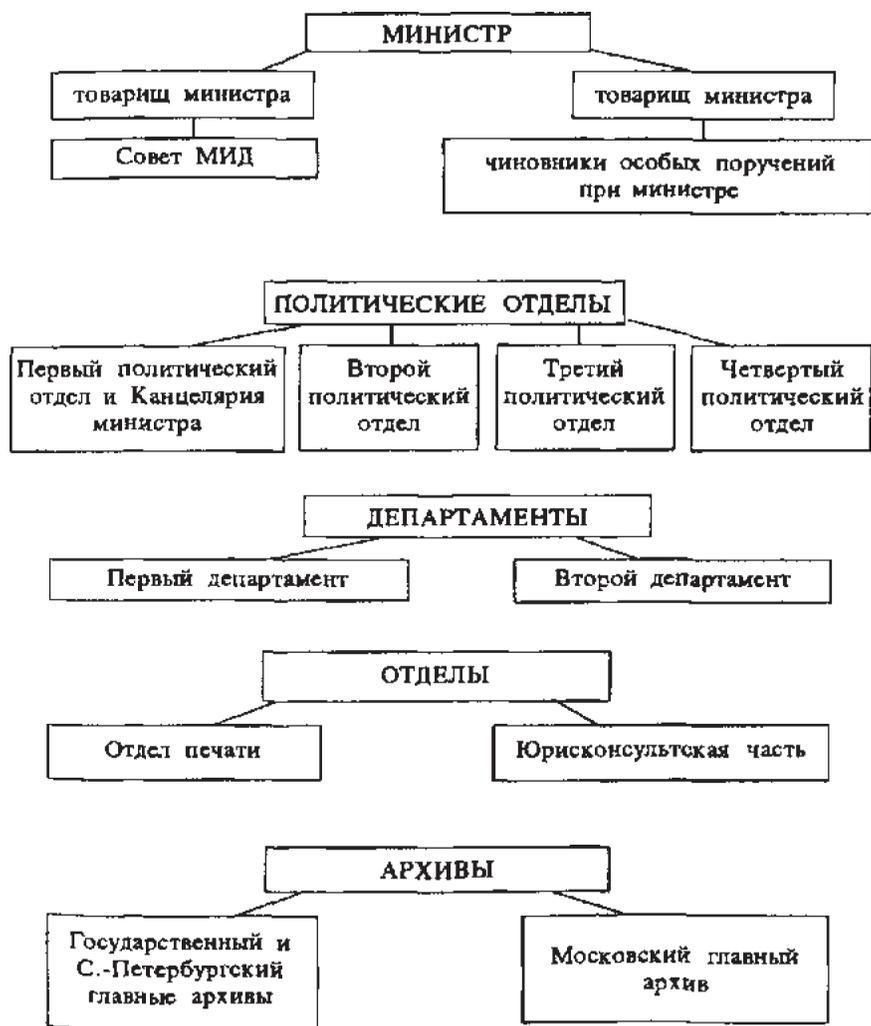 МИНИСТР
товарищ министра
товарищ министра
Совет МИД
чиновники особых поручений
при министре
ПОЛИТИЧЕСКИЕ ОТДЕЛЫ
Первый политический
отдел и Канцелярия
министра
Второй
политический
отдел
Третий
политический
отдел
Четвертый
политический
отдел
ДЕПАРТАМЕНТЫ
Первый департамент
Второй департамент
ОТДЕЛЫ
Отдел печати
Юрисконсультская часть
АРХИВЫ
Государственный и
С.-Петербургский
главные архивы
Московский главный
архив